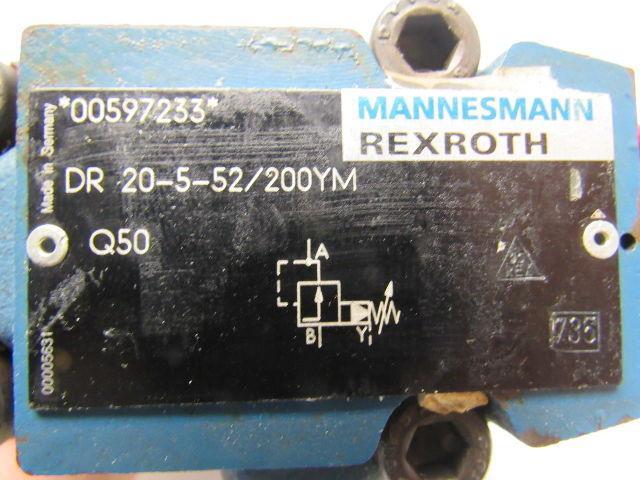 *00597233*
MANNESMANN
REXROTH
Made in Germany
DR 20-5-52/200YM
Q50
A
B
Y
00005631
735